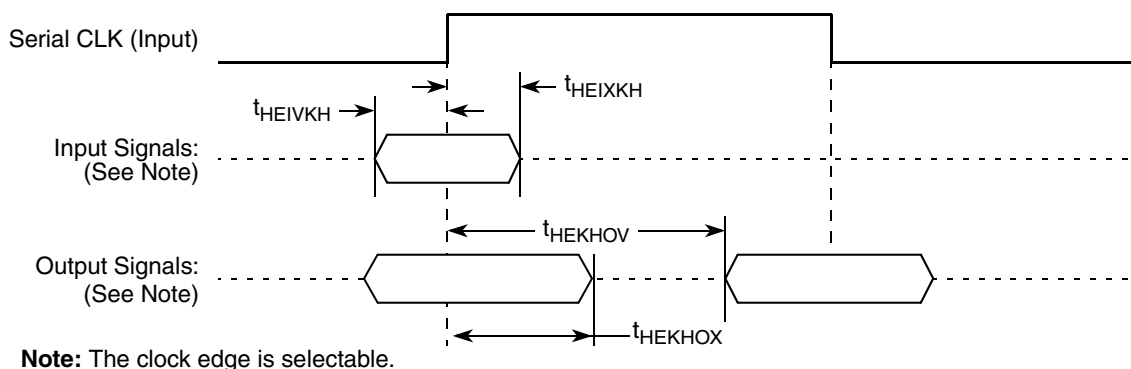 Serial CLK (Input)
tHEIXKH
tHEIVKH
Input Signals:
(See Note)
tHEKHOV
Output Signals:
(See Note)
tHEKHOX
Note: The clock edge is selectable.